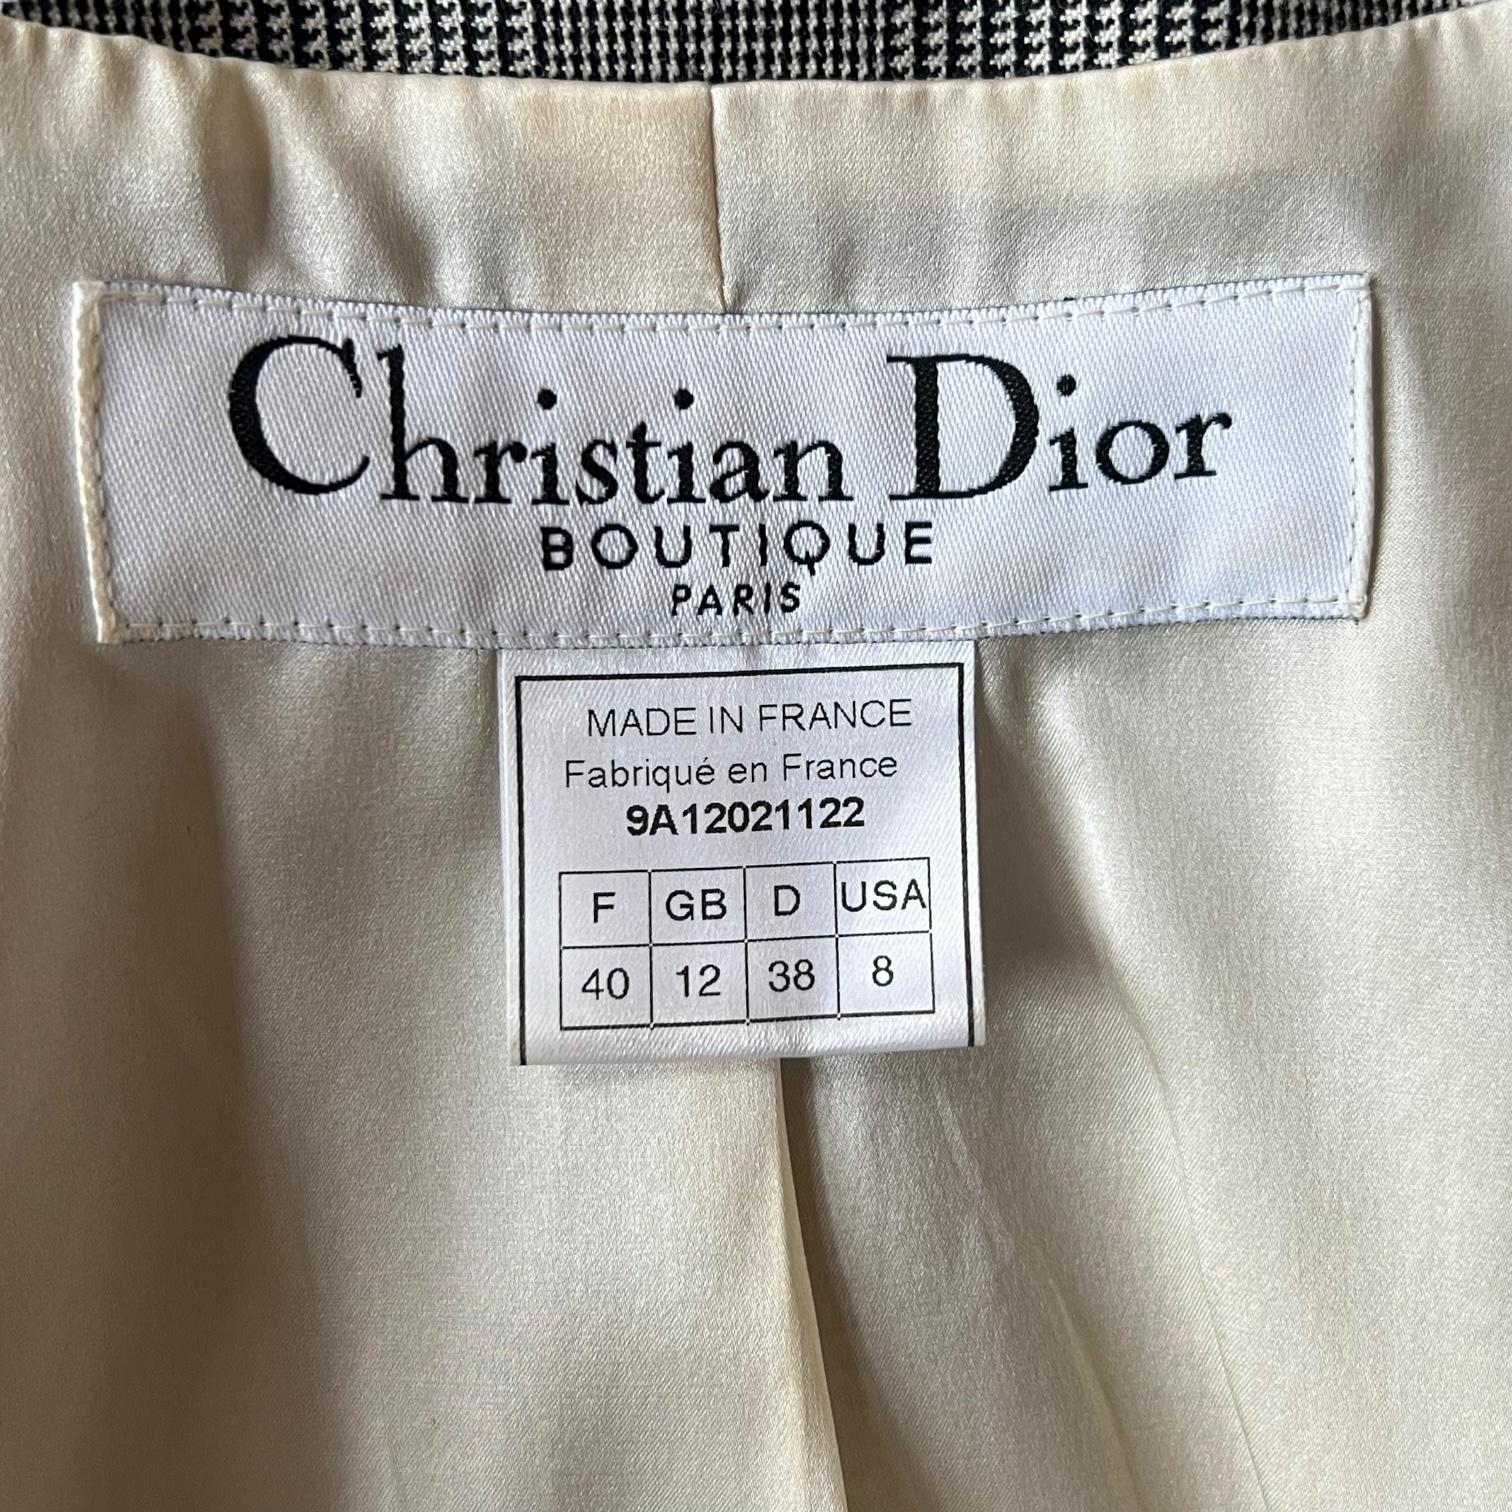 Christian Dior
BOUTIQUE
PARIS
MADE IN FRANCE
Fabriqué en France
9A12021122
F GB D USA
40 12 38 8